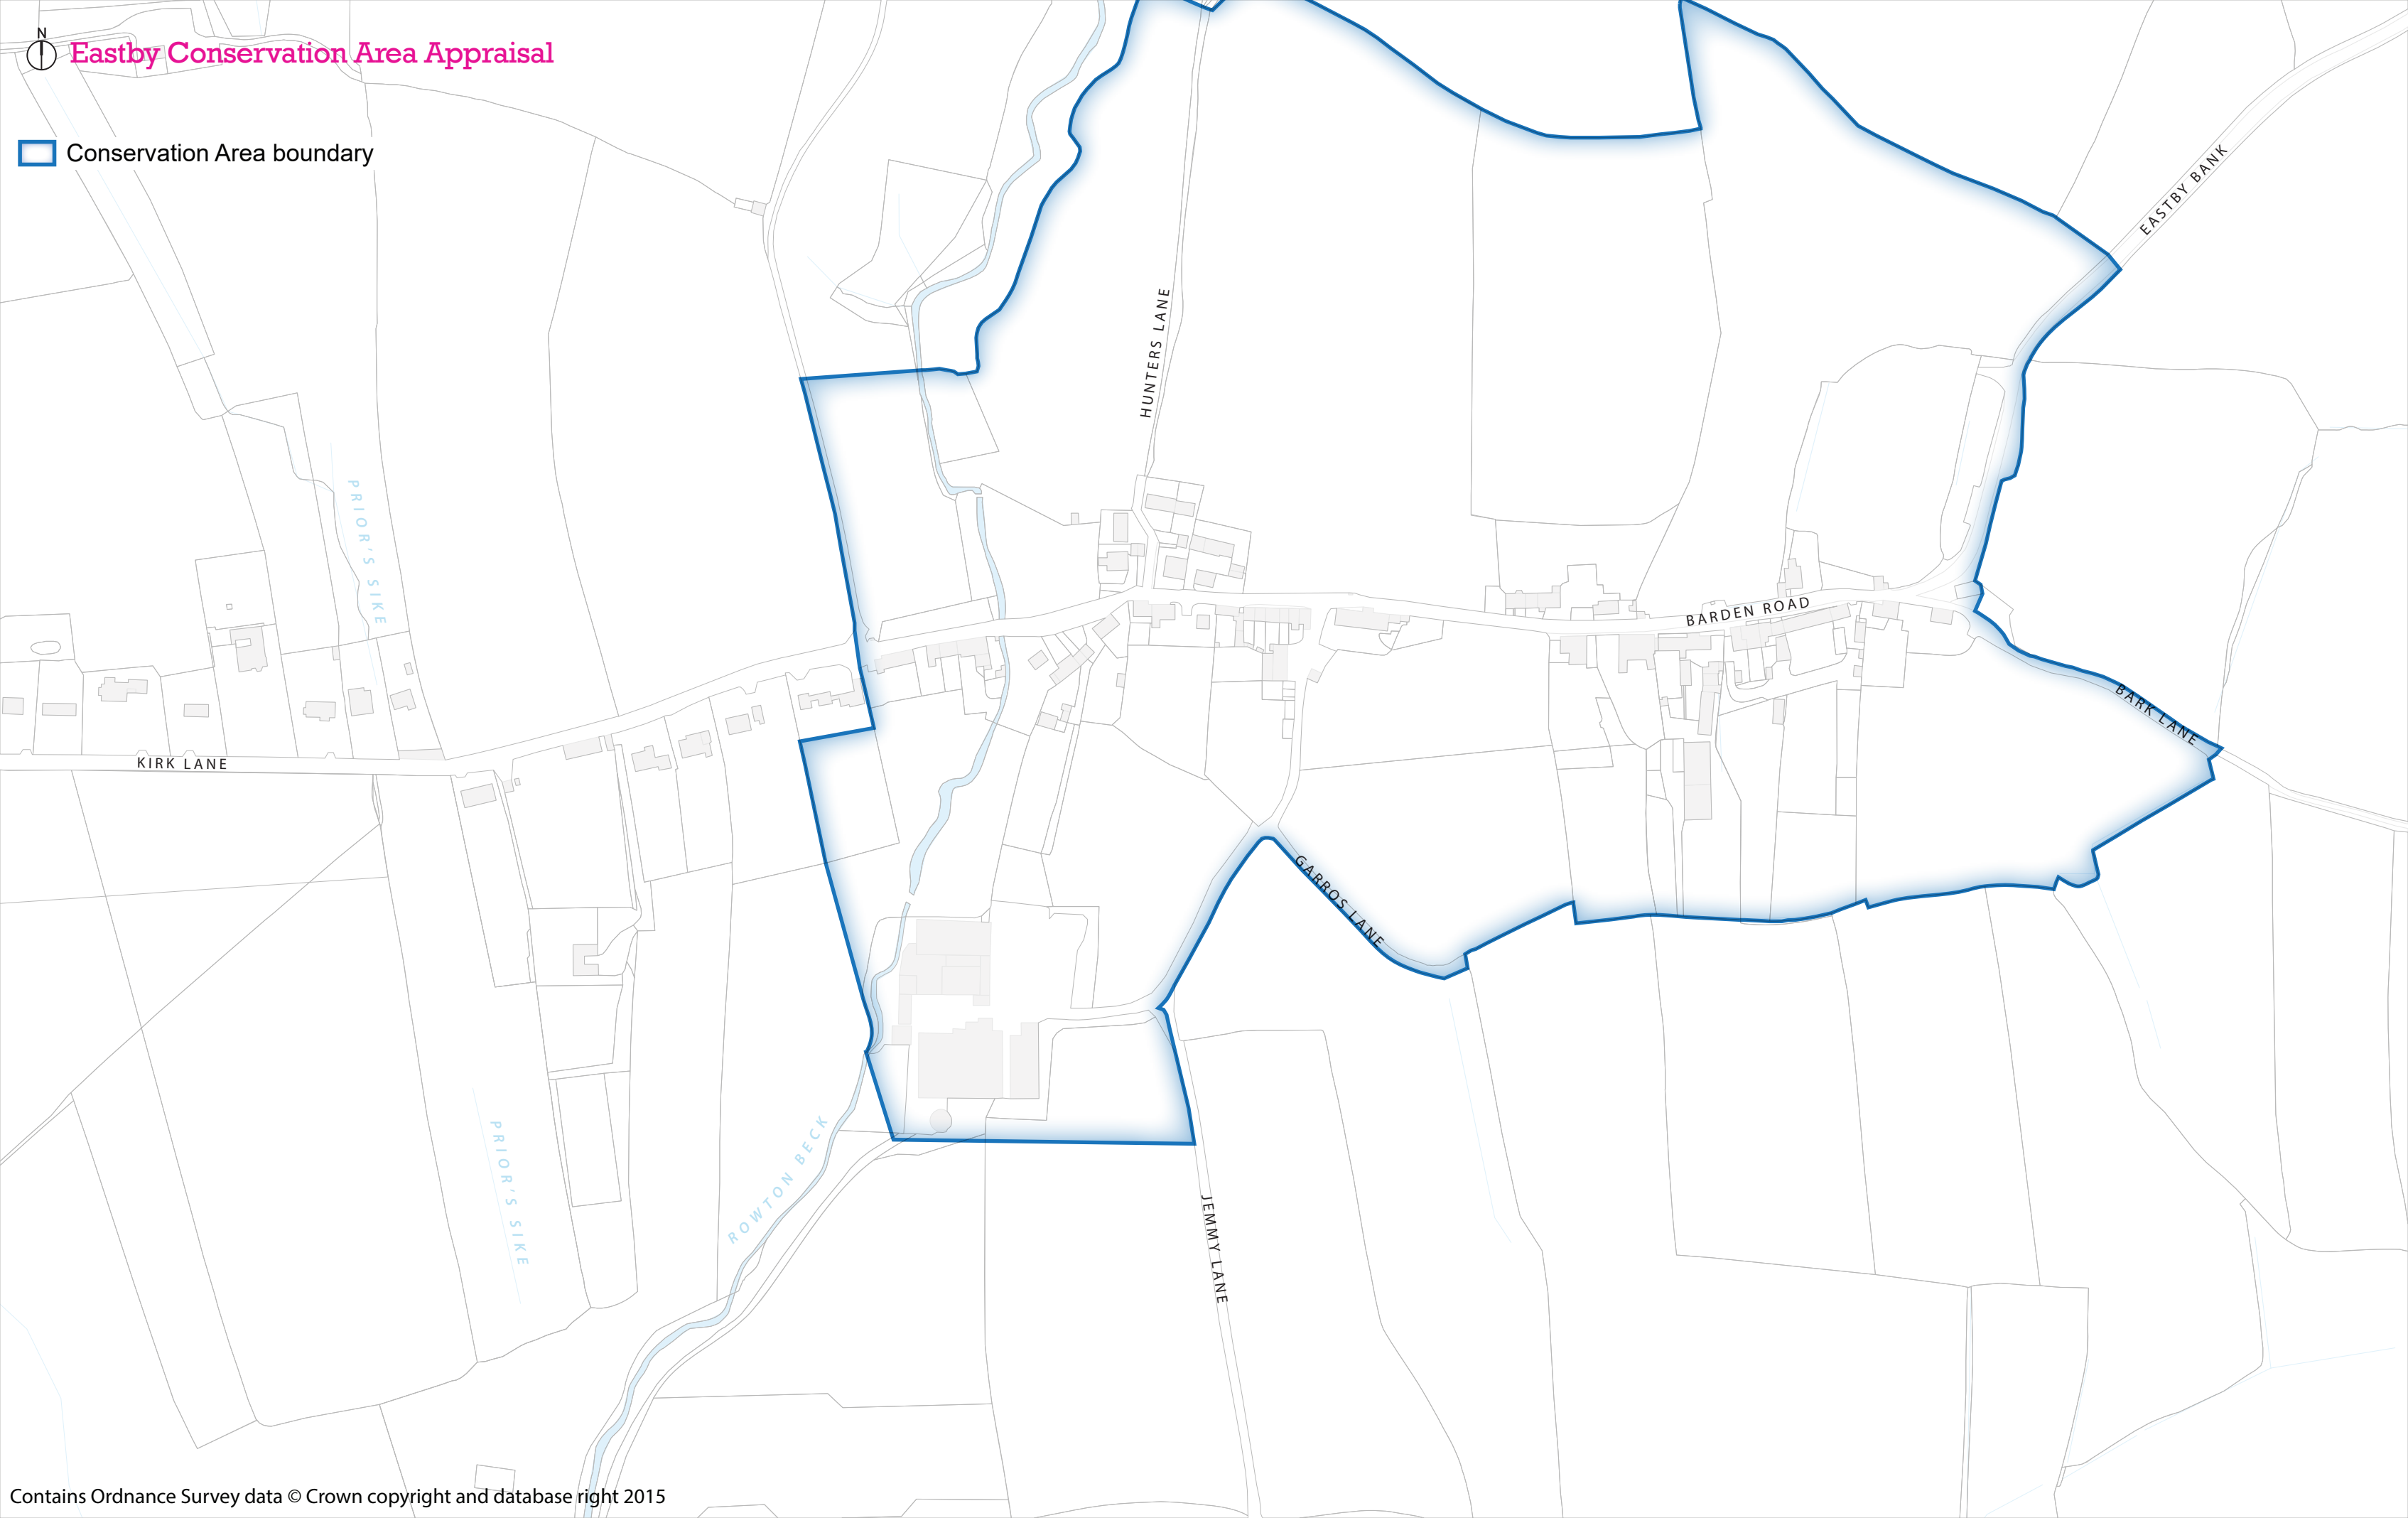 N
Eastby Conservation Area Appraisal
Conservation Area boundary
EASTBY BANK
HUNTERS LANE
PRIOR'S SIKE
BARDEN ROAD
BARK LANE
KIRK LANE
GARROS LANE
PRIOR'S SIKE
ROWTON BECK
JEMMY LANE
Contains Ordnance Survey data © Crown copyright and database right 2015